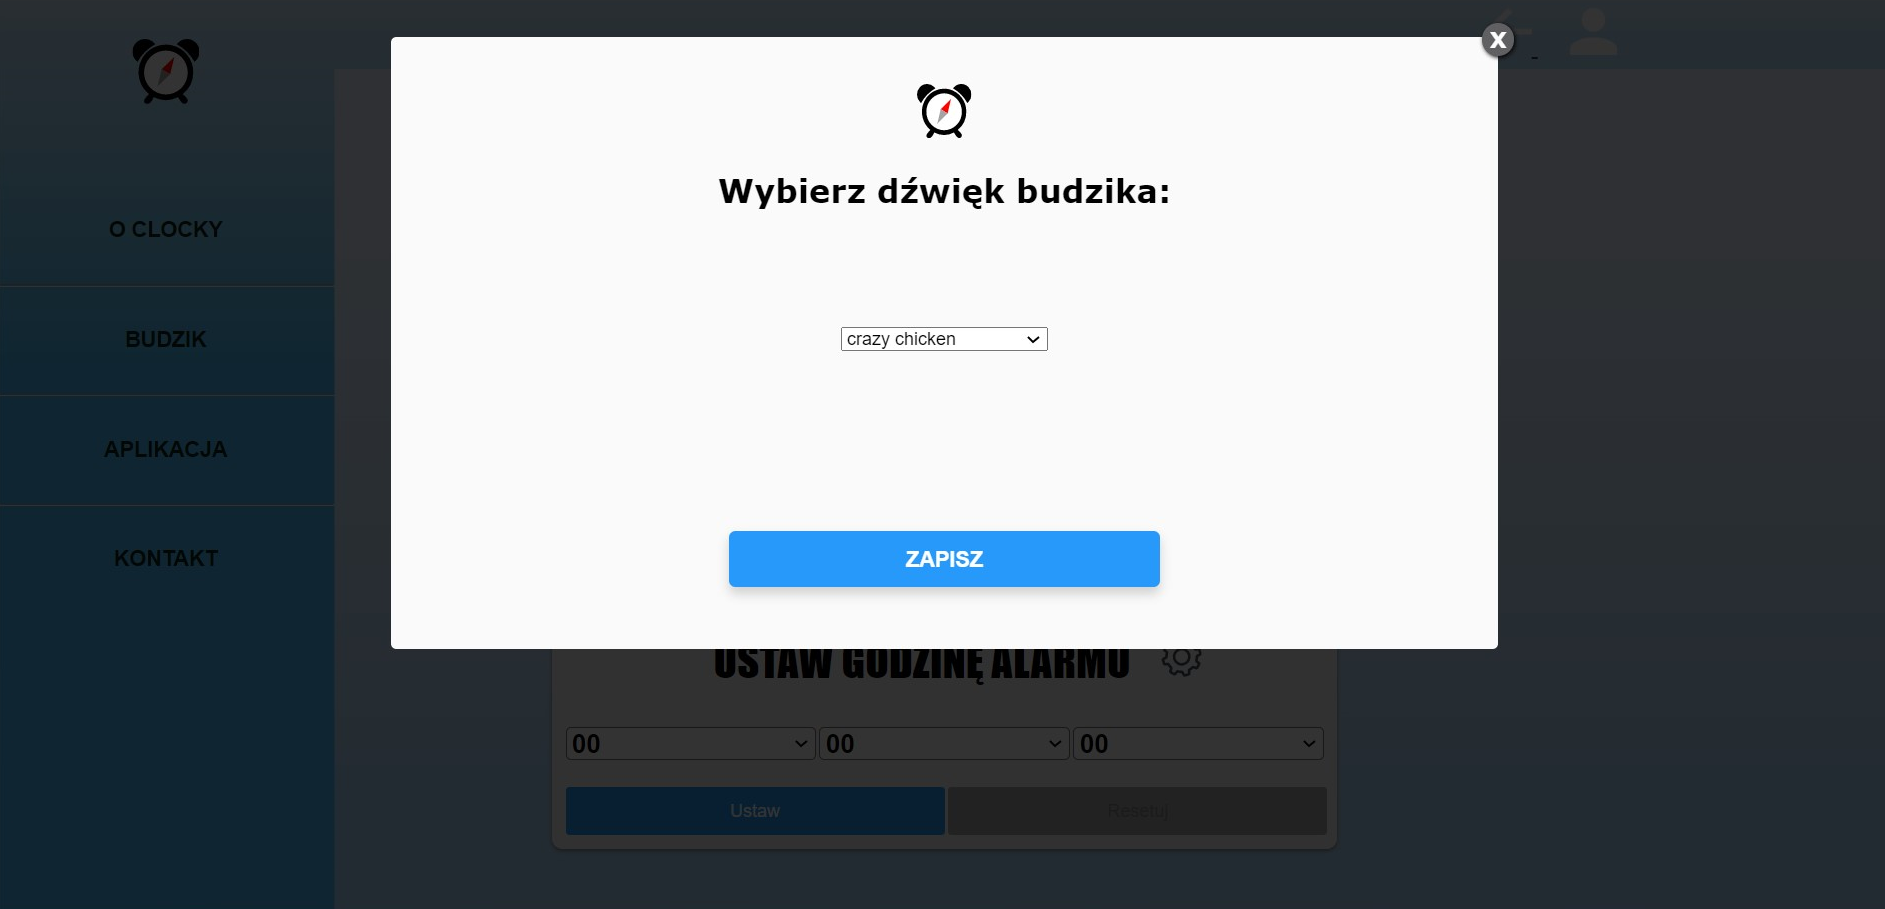 X
Wybierz dźwięk budzika:
O CLOCKY
BUDZIK
APLIKACJA
KONTAKT
crazy chicken
ZAPISZ
USTAW GODZINĘ ALARMU
00 00 00
Ustaw Resetuj